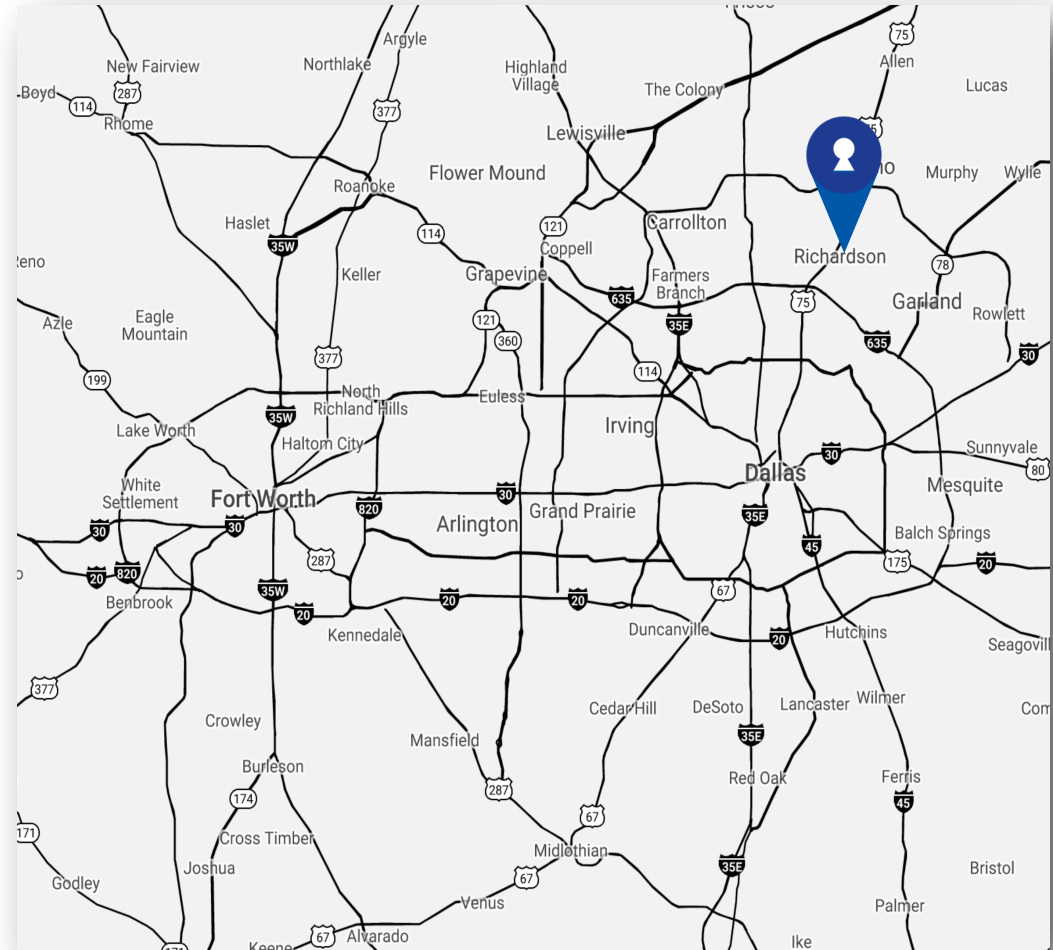 Frisco
Argyle
75
New Fairview
Northlake
Highland
Village
Allen
Lucas
287
Boyd
114
The Colony
377
Rhome
Lewisville
Flower Mound
Murphy
Wylie
Roanoke
Haslet
121
Carrollton
114
35W
Coppell
Richardson
78
Keller
Grapevine
Farmers
Branch
635
75
Garland
Rowlett
Eagle
Mountain
Azle
121
35E
360
635
30
377
199
114
North
Richland Hills
Euless
35W
Irving
Lake Worth
Haltom City
30
Sunnyvale
80
Dallas
White
Settlement
Fort Worth
30
820
Mesquite
Grand Prairie
Arlington
35E
30
30
Balch Springs
45
287
175
20
20
820
35W
67
Benbrook
20
20
20
Kennedale
Duncanville
20
Hutchins
Seagovill
377
Crowley
Cedar Hill
DeSoto
Lancaster
Wilmer
Com
35E
Mansfield
Burleson
Red Oak
Ferris
174
287
45
67
171
Cross Timber
Midlothian
35E
Joshua
Bristol
Godley
67
Venus
Palmer
67
Alvarado
Ike
Keene
171